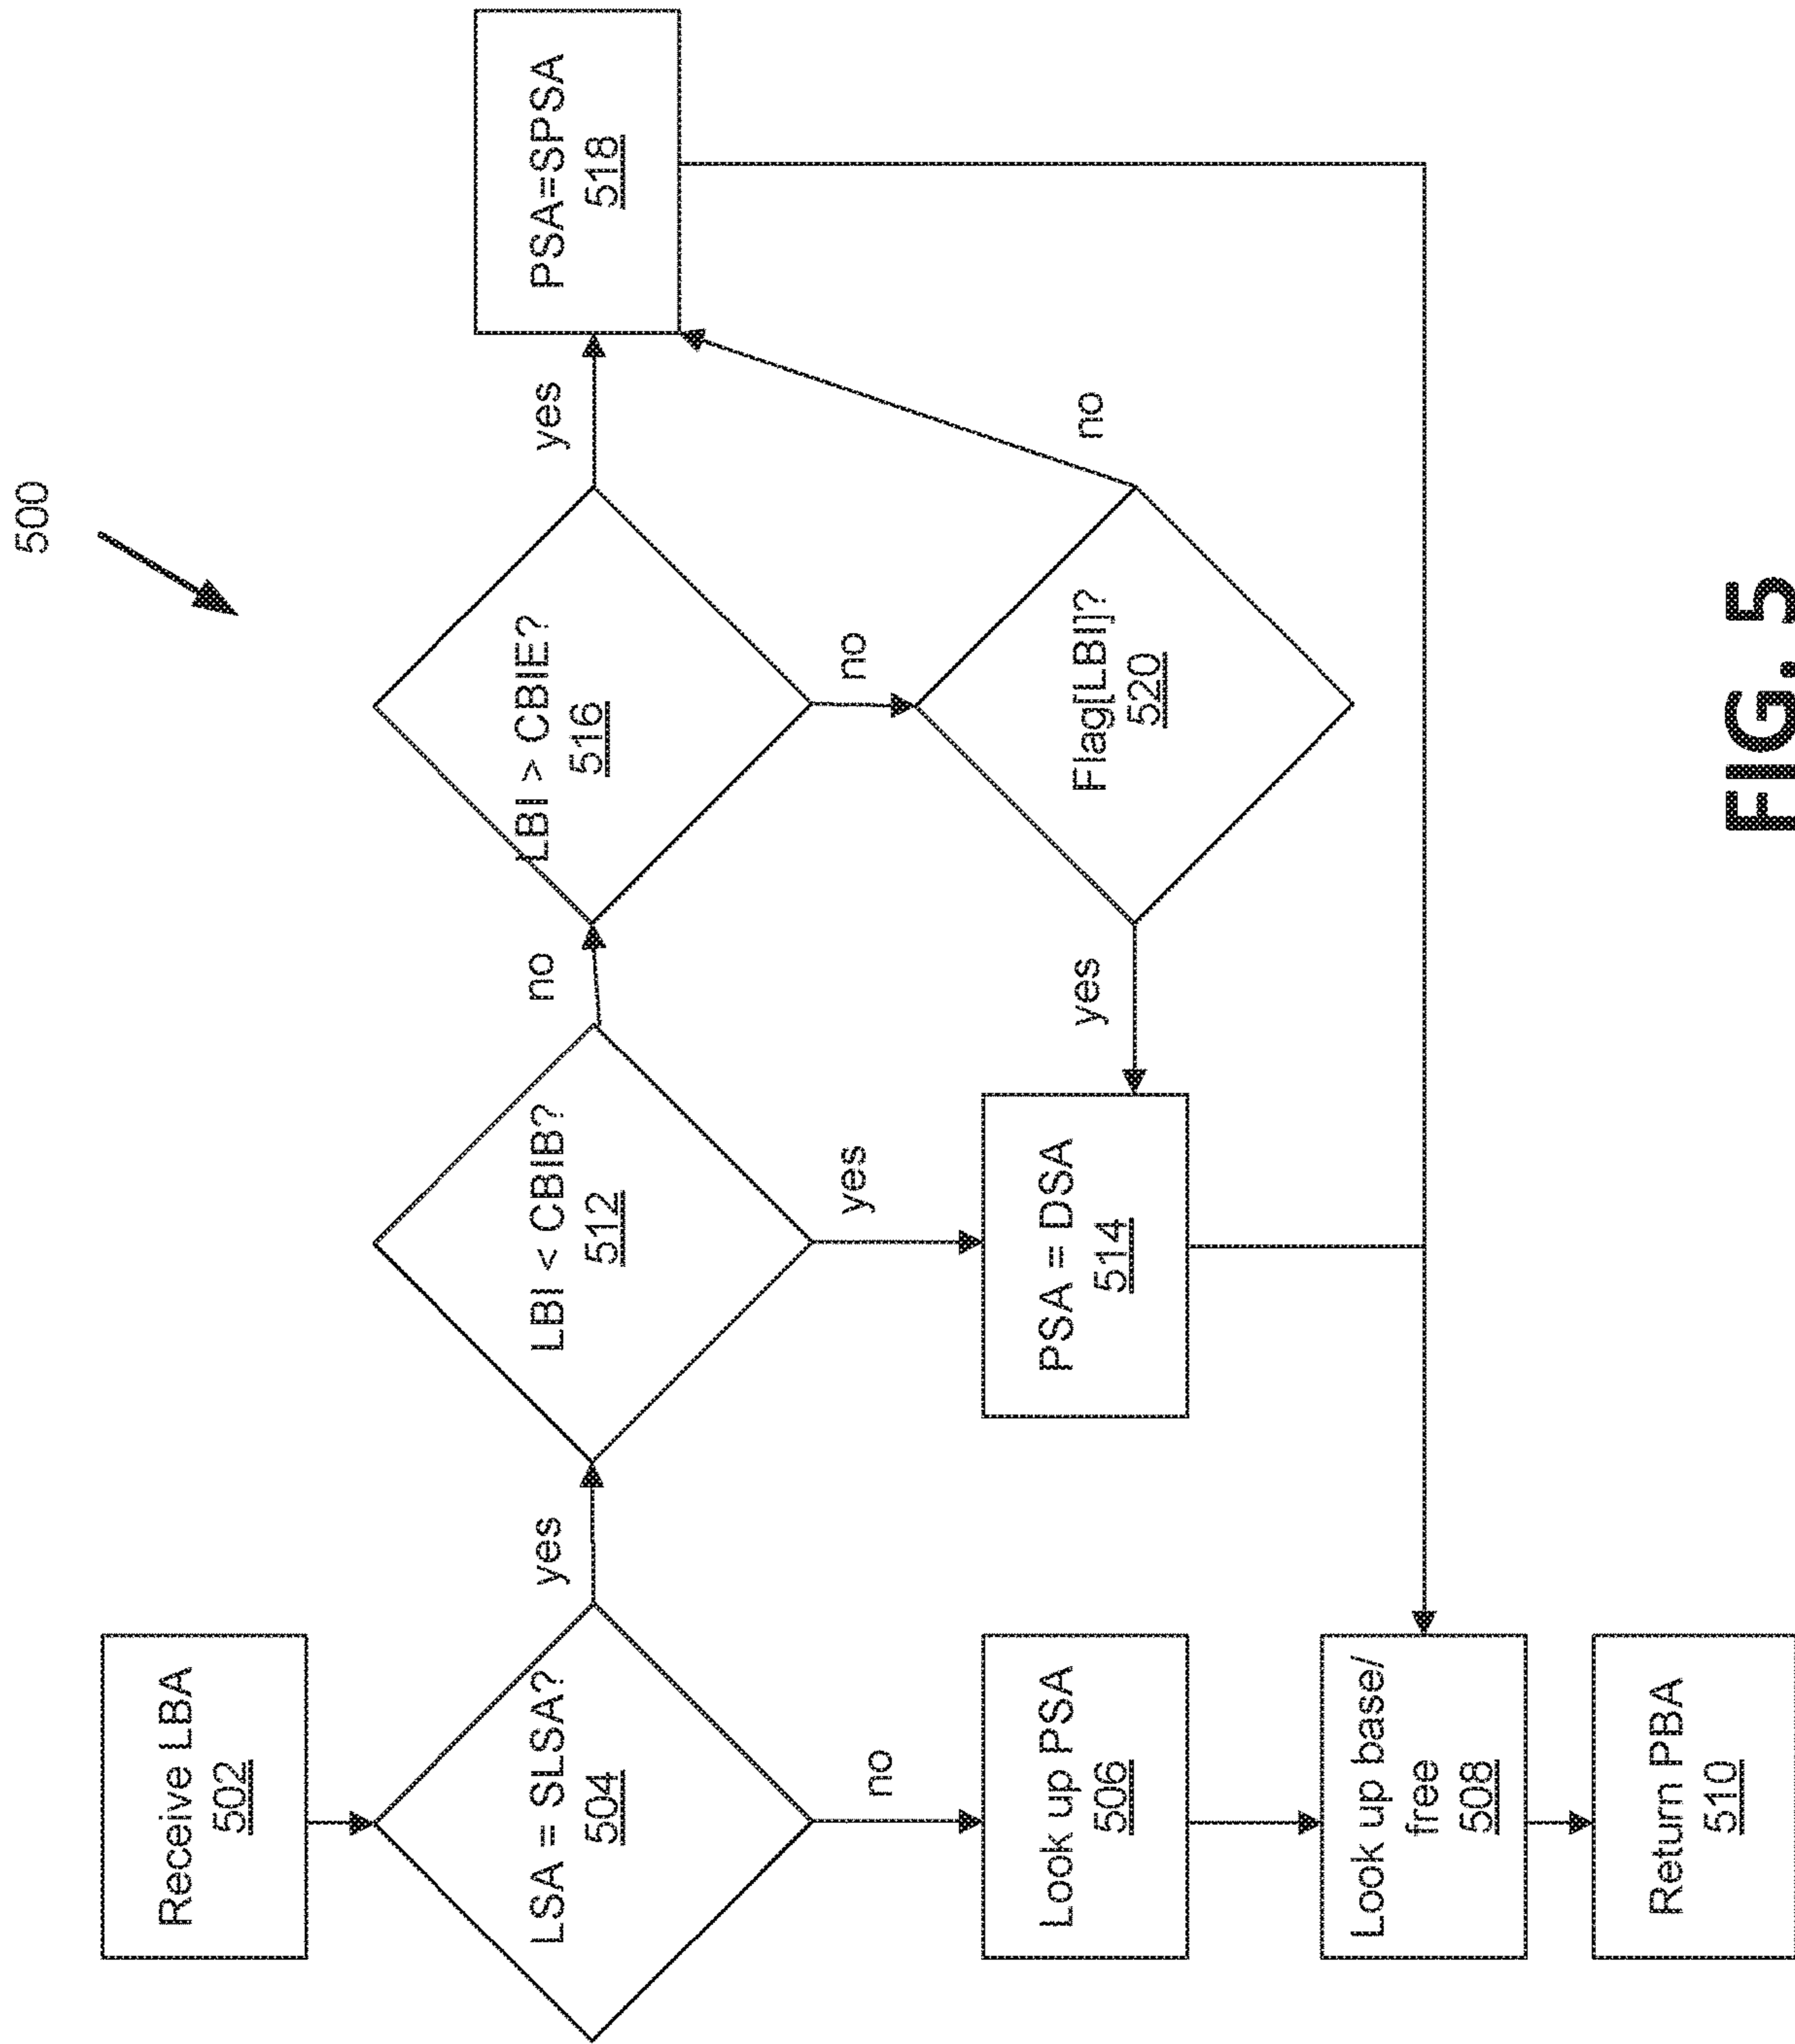 500
Receive LBA
502
LSA = SLSA?
504
yes
LBI < CBIB?
512
no
LBI > CBIE?
516
yes
PSA=SPSA
518
no
Look up PSA
506
yes
PSA = DSA
514
yes
no
Flag[LBI]?
520
no
Look up base/
free
508
Return PBA
510
FIG. 5